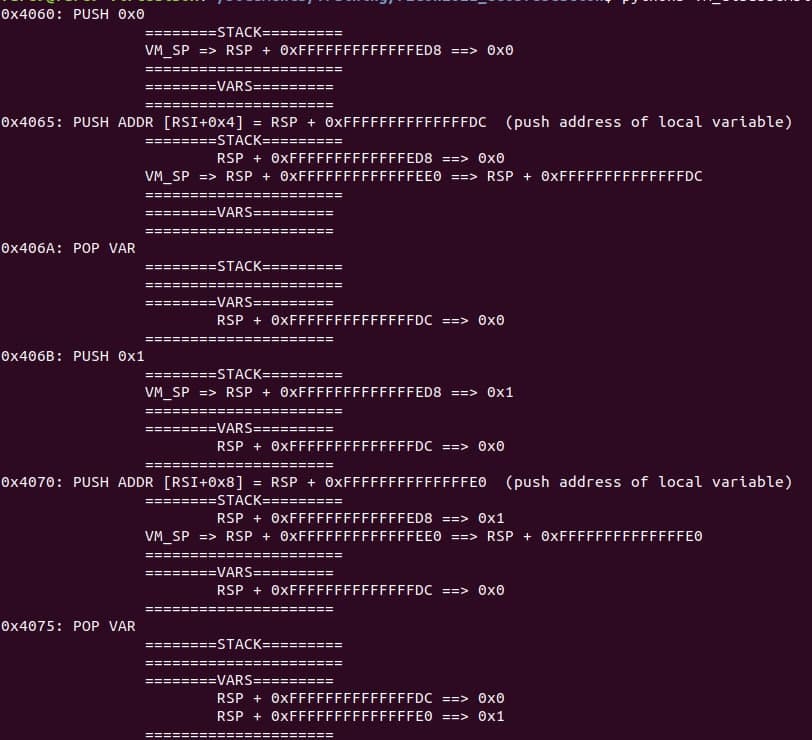 0x4060: PUSH 0x0
========STACK=========
VM_SP => RSP + 0xFFFFFFFFFFFFFED8 ==> 0x0
======================
========VARS=========
=====================
0x4065: PUSH ADDR [RSI+0x4] = RSP + 0xFFFFFFFFFFFFFFDC  (push address of local variable)
========STACK=========
RSP + 0xFFFFFFFFFFFFFED8 ==> 0x0
VM_SP => RSP + 0xFFFFFFFFFFFFFEE0 ==> RSP + 0xFFFFFFFFFFFFFFDC
======================
========VARS=========
=====================
0x406A: POP VAR
========STACK=========
======================
========VARS=========
RSP + 0xFFFFFFFFFFFFFFDC ==> 0x0
=====================
0x406B: PUSH 0x1
========STACK=========
VM_SP => RSP + 0xFFFFFFFFFFFFFED8 ==> 0x1
======================
========VARS=========
RSP + 0xFFFFFFFFFFFFFFDC ==> 0x0
=====================
0x4070: PUSH ADDR [RSI+0x8] = RSP + 0xFFFFFFFFFFFFFFE0  (push address of local variable)
========STACK=========
RSP + 0xFFFFFFFFFFFFFED8 ==> 0x1
VM_SP => RSP + 0xFFFFFFFFFFFFFEE0 ==> RSP + 0xFFFFFFFFFFFFFFE0
======================
========VARS=========
RSP + 0xFFFFFFFFFFFFFFDC ==> 0x0
=====================
0x4075: POP VAR
========STACK=========
======================
========VARS=========
RSP + 0xFFFFFFFFFFFFFFDC ==> 0x0
RSP + 0xFFFFFFFFFFFFFFE0 ==> 0x1
=====================